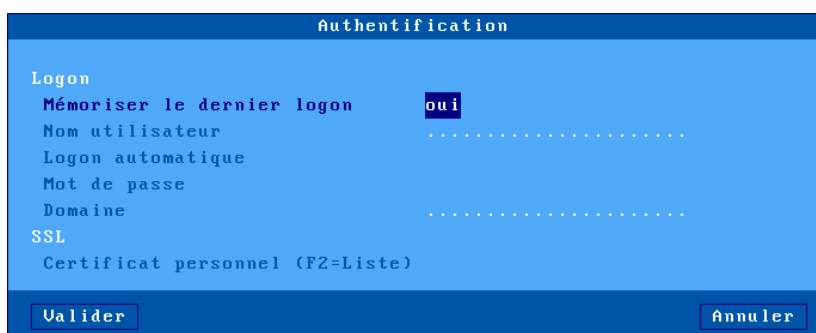 Authentification
Logon
Mémoriser le dernier logon oui
Nom utilisateur ......................
Logon automatique
Mot de passe
Domaine ......................
SSL
Certificat personnel (F2=Liste)
Valider Annuler